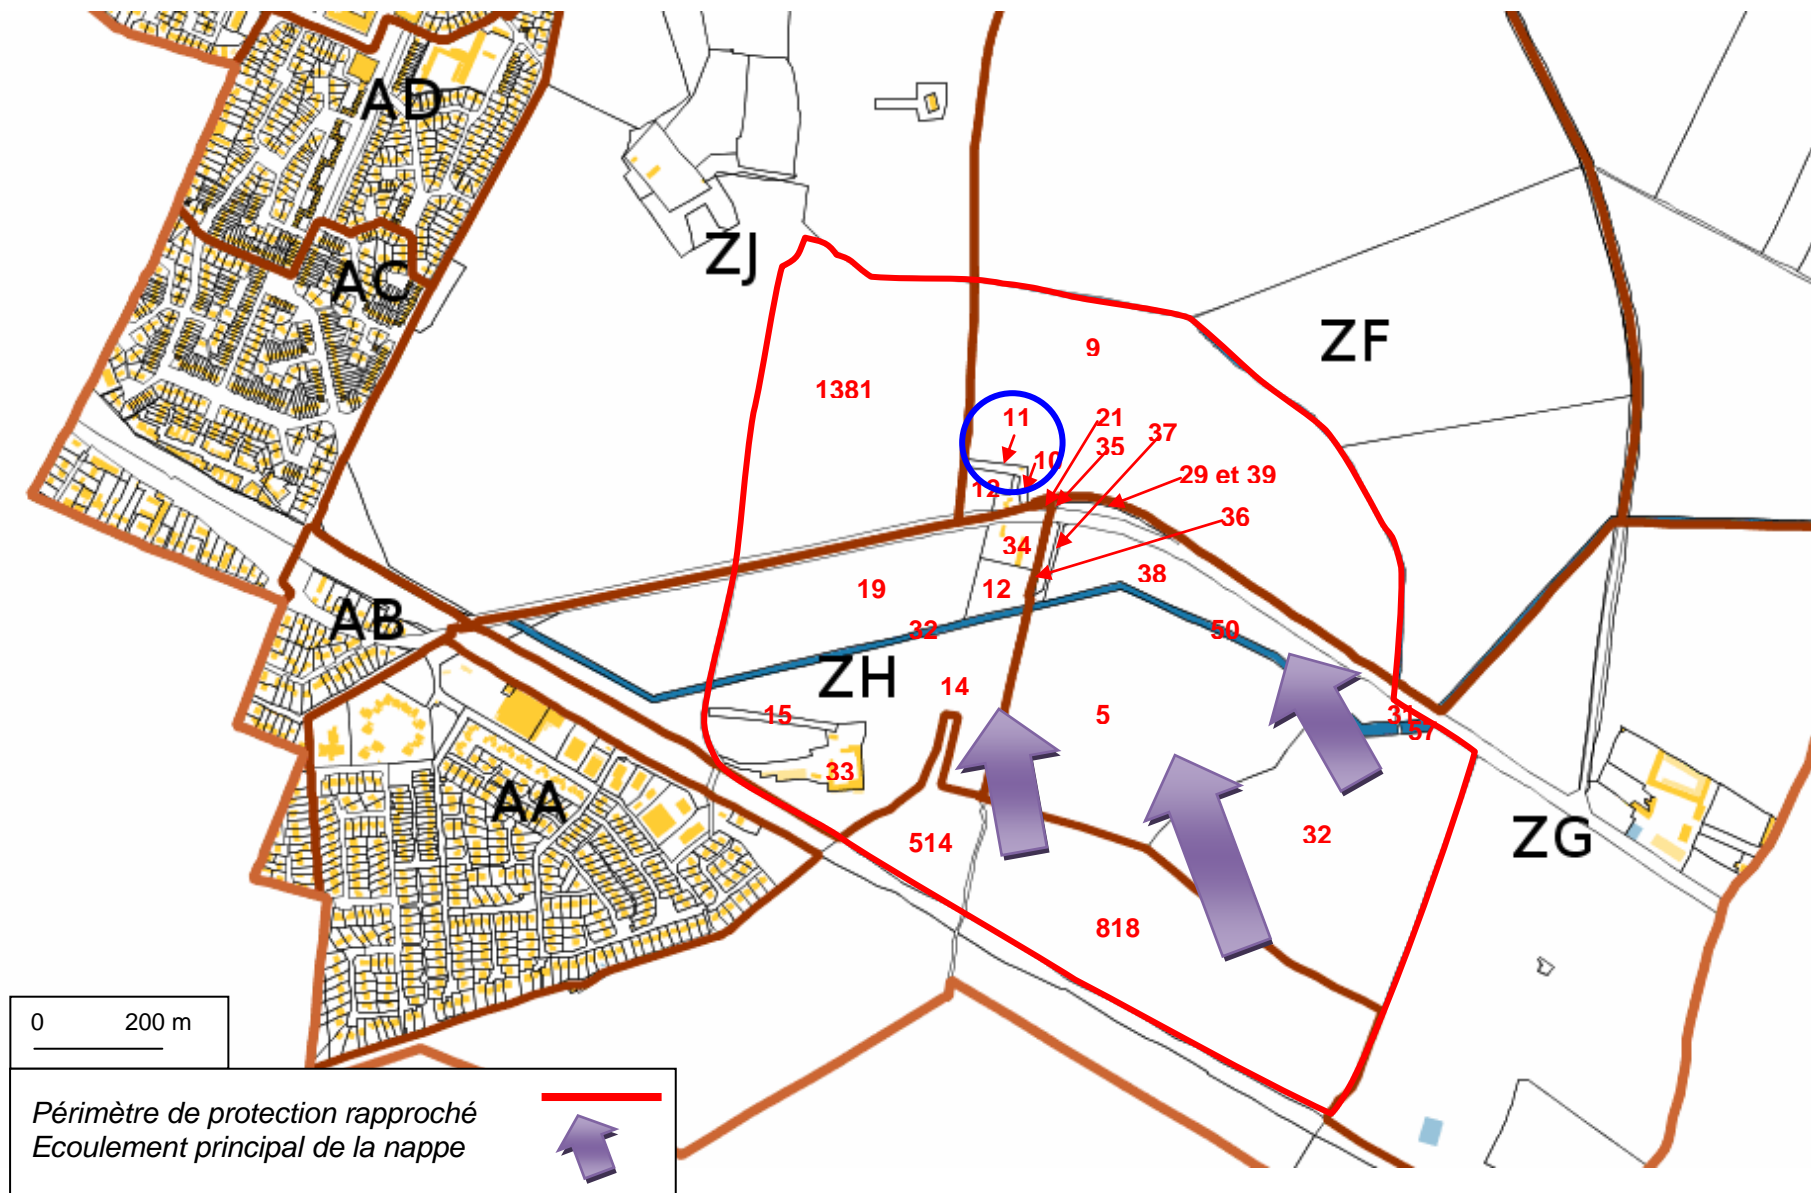 AD
AC
ZJ
ZF
9
1381
11
21
37
35
10
29 et 39
12
36
34
38
19
12
AB
32
50
ZH
14
15
5
31
57
33
AA
514
32
ZG
818
0 200 m
Périmètre de protection rapproché
Ecoulement principal de la nappe